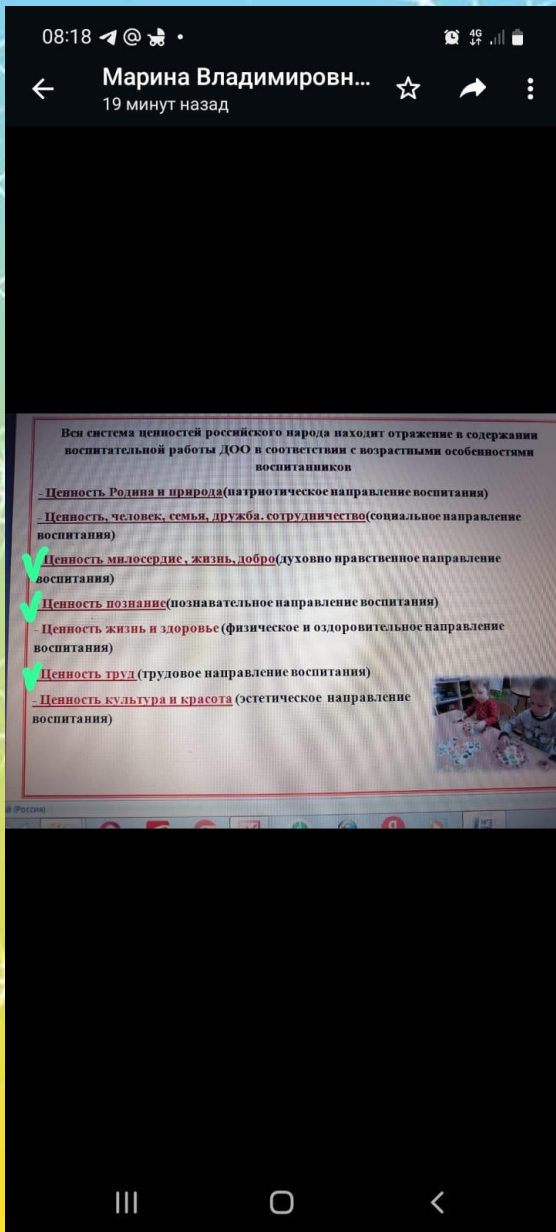 08:18
4G
Марина Владимировн...
19 минут назад
Вся система ценностей российского народа находит отражение в содержании
воспитательной работы ДОО в соответствии с возрастными особенностями
воспитанников
- Ценность Родина и природа(патриотическое направление воспитания)
- Ценность, человек, семья, дружба. сотрудничество(социальное направление
воспитания)
Ценность милосердие , жизнь, добро(духовно нравственное направление
воспитания)
Ценность познание(познавательное направление воспитания)
- Ценность жизнь и здоровье (физическое и оздоровительное направление
воспитания)
Ценность труд (трудовое направление воспитания)
- Ценность культура и красота (эстетическое направление
воспитания)
й (Россия)